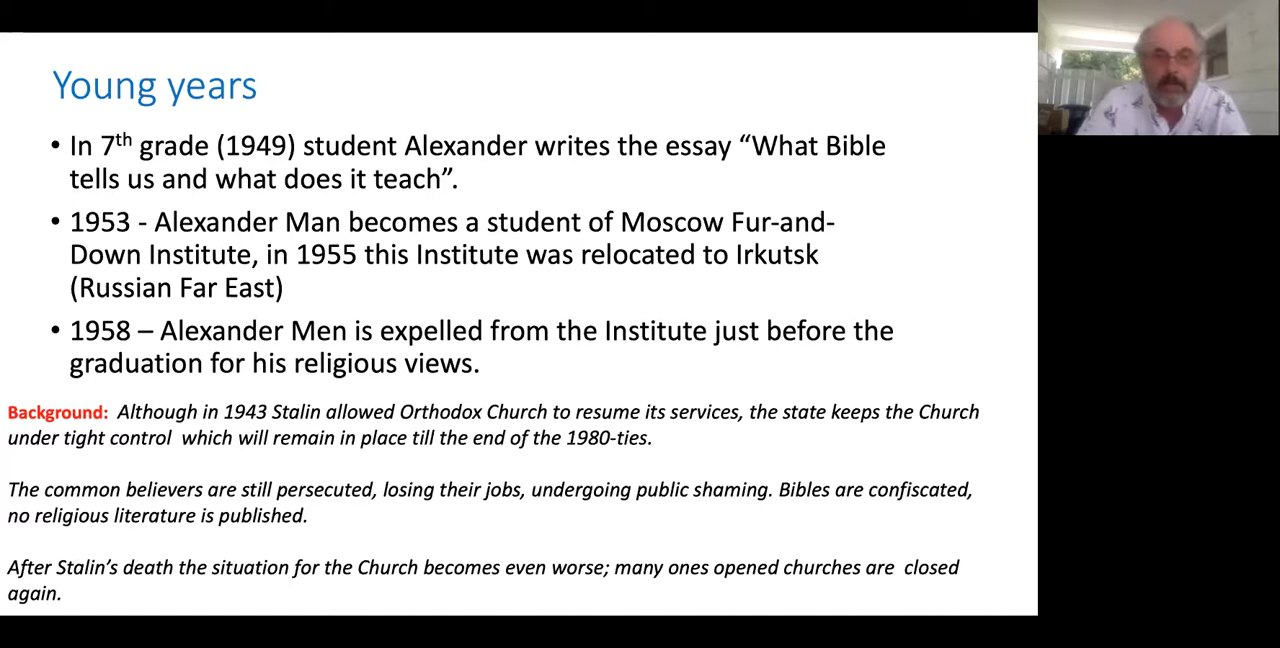 Young years
• In 7th grade (1949) student Alexander writes the essay “What Bible
tells us and what does it teach”.
• 1953 - Alexander Man becomes a student of Moscow Fur-and-
Down Institute, in 1955 this Institute was relocated to Irkutsk
(Russian Far East)
• 1958 – Alexander Men is expelled from the Institute just before the
graduation for his religious views.
Background: Although in 1943 Stalin allowed Orthodox Church to resume its services, the state keeps the Church
under tight control which will remain in place till the end of the 1980-ties.
The common believers are still persecuted, losing their jobs, undergoing public shaming. Bibles are confiscated,
no religious literature is published.
After Stalin’s death the situation for the Church becomes even worse; many ones opened churches are closed
again.